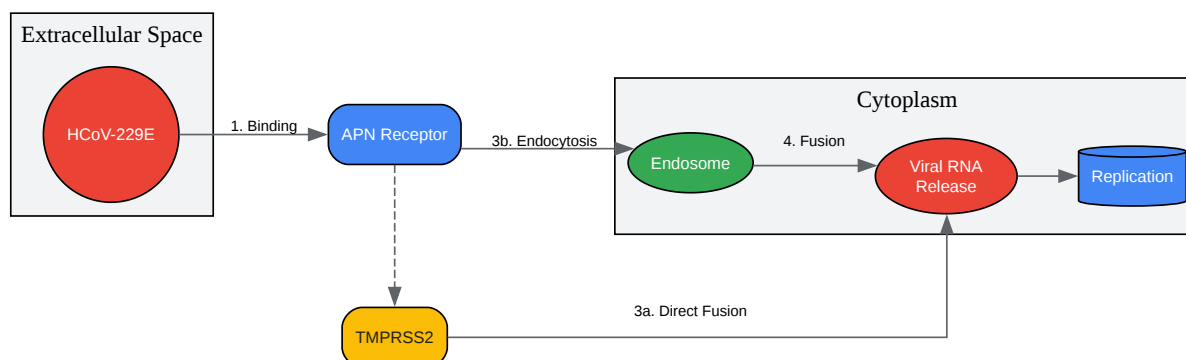 Extracellular Space
HCoV-229E
1. Binding
APN Receptor
3b. Endocytosis
Cytoplasm
Endosome
4. Fusion
Viral RNA
Release
Replication
TMPRSS2
3a. Direct Fusion